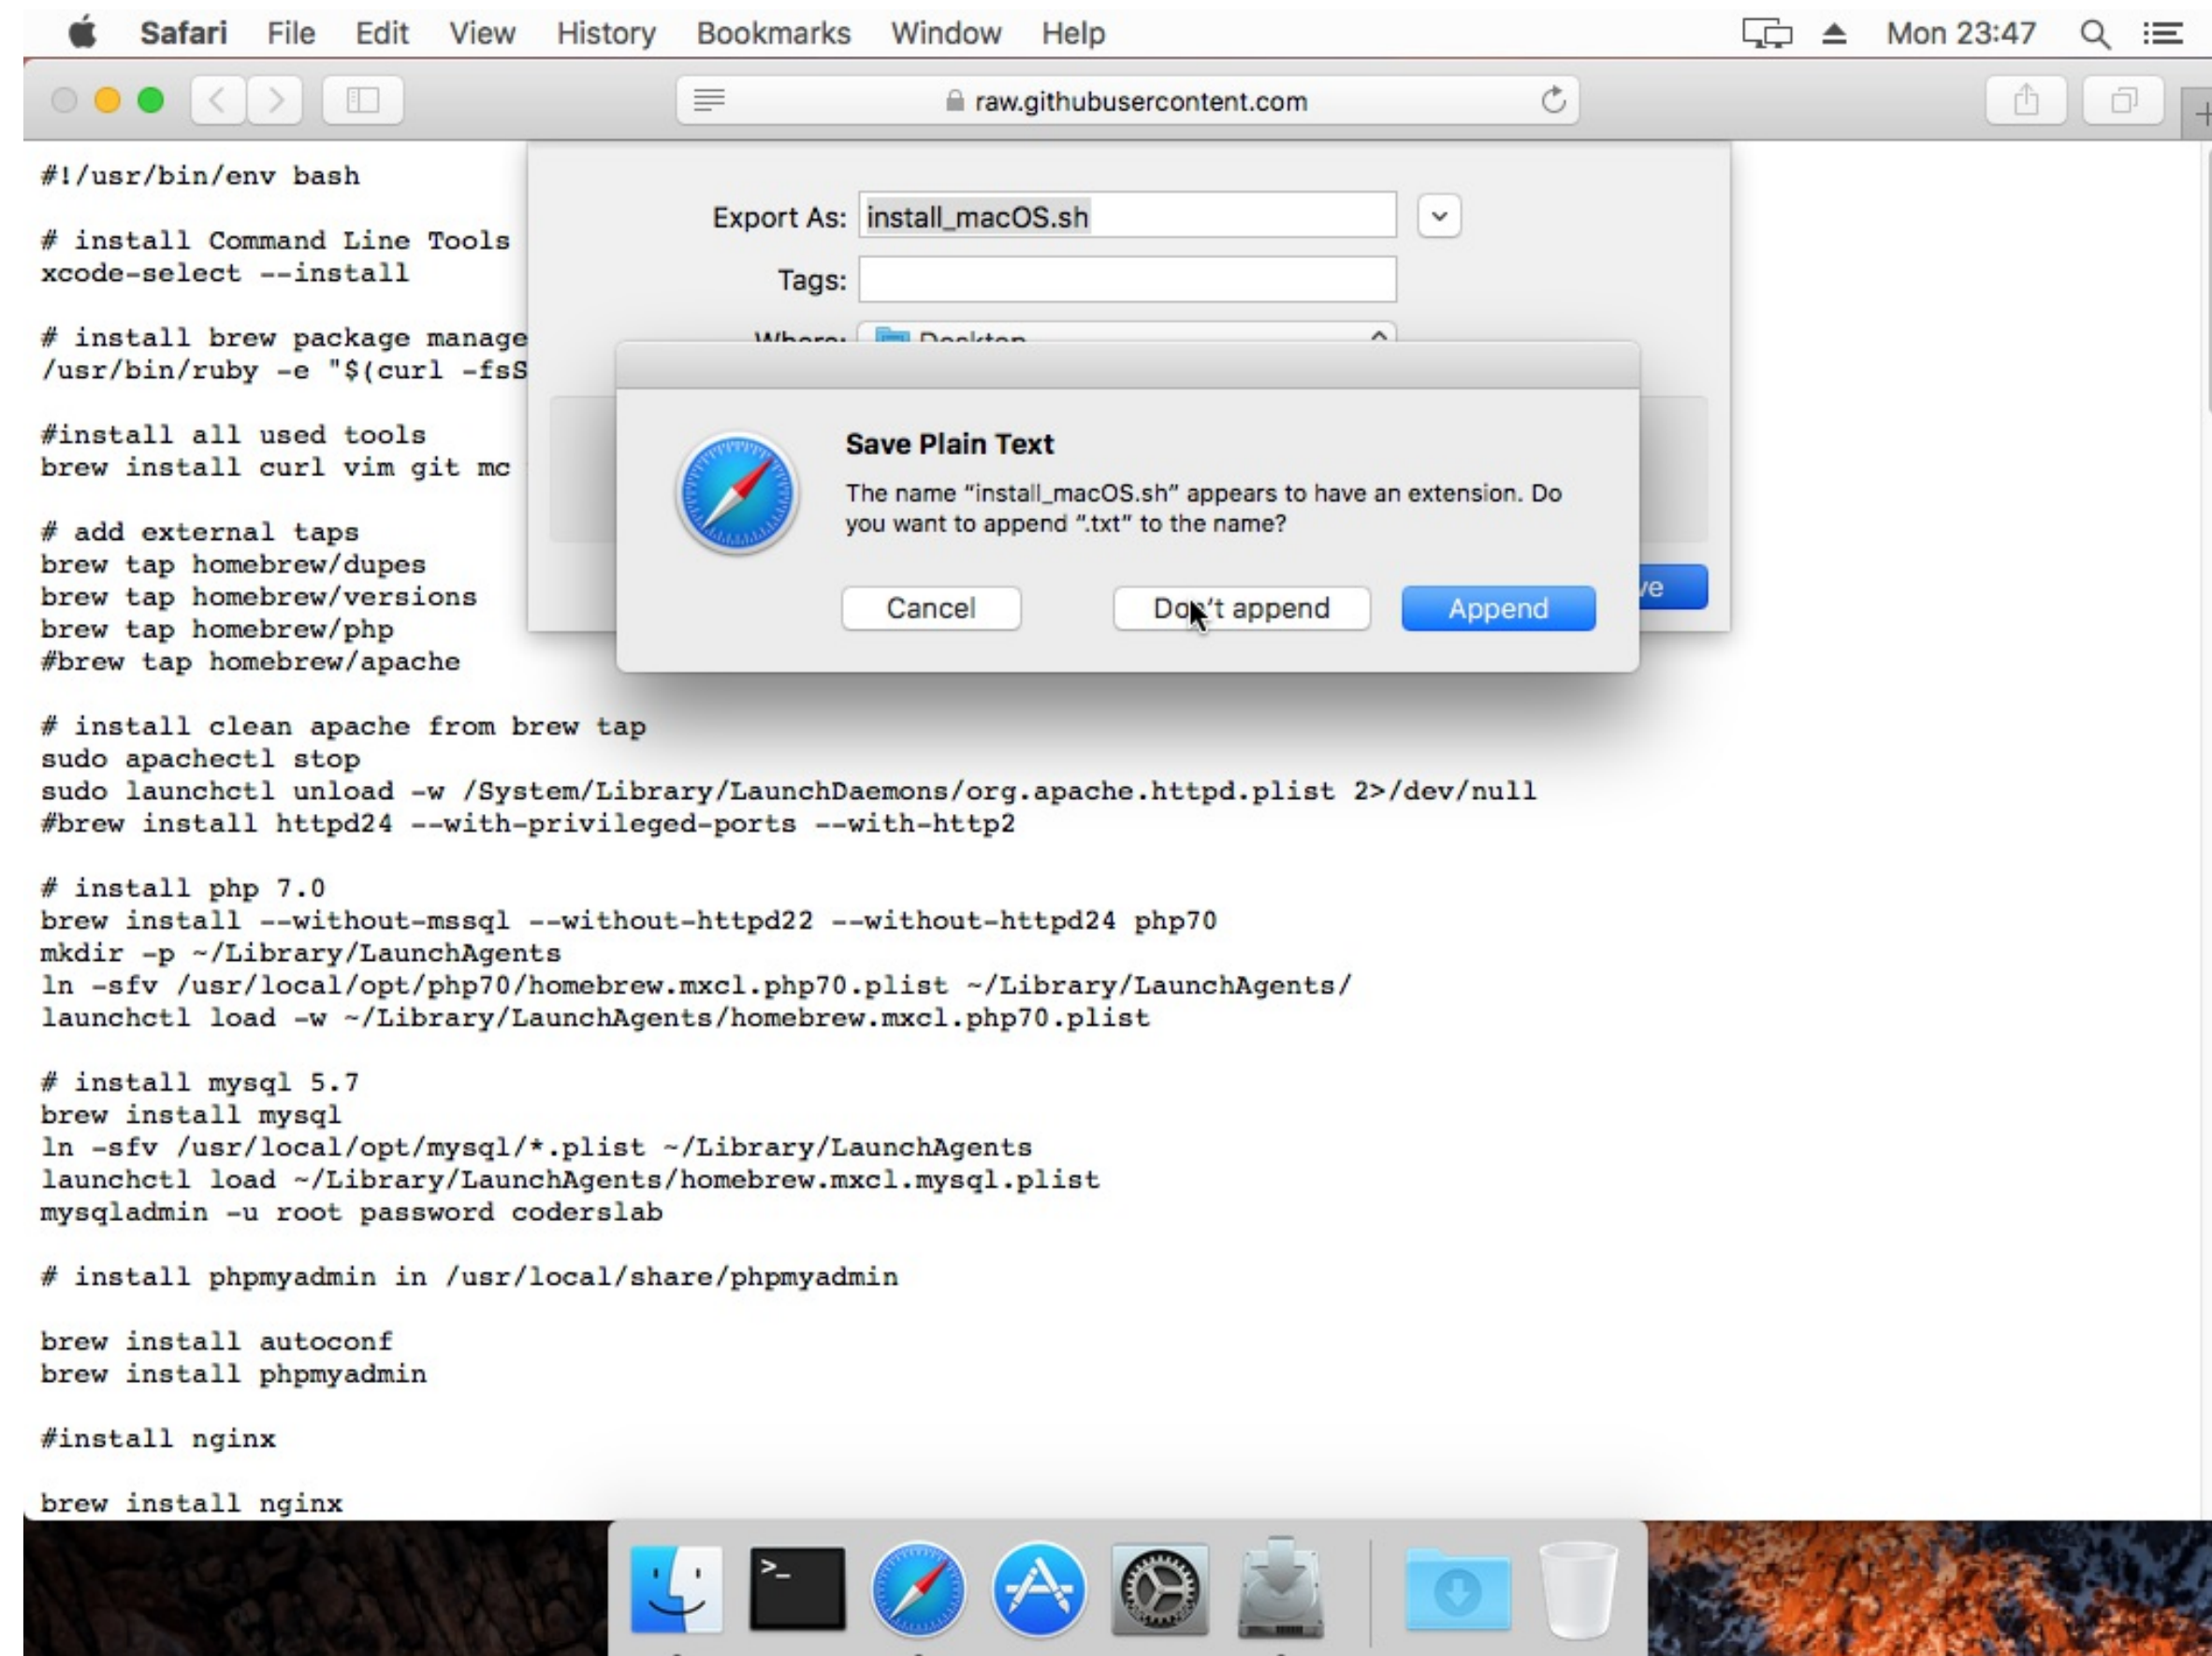 Safari File Edit View History Bookmarks Window Help Mon 23:47
raw.githubusercontent.com
#!/usr/bin/env bash
# install Command Line Tools
xcode-select --install
# install brew package manage
/usr/bin/ruby -e "$(curl -fsS
#install all used tools
brew install curl vim git mc
# add external taps
brew tap homebrew/dupes
brew tap homebrew/versions
brew tap homebrew/php
#brew tap homebrew/apache
# install clean apache from brew tap
sudo apachectl stop
sudo launchctl unload -w /System/Library/LaunchDaemons/org.apache.httpd.plist 2>/dev/null
#brew install httpd24 --with-privileged-ports --with-http2
# install php 7.0
brew install --without-mssql --without-httpd22 --without-httpd24 php70
mkdir -p ~/Library/LaunchAgents
ln -sfv /usr/local/opt/php70/homebrew.mxcl.php70.plist ~/Library/LaunchAgents/
launchctl load -w ~/Library/LaunchAgents/homebrew.mxcl.php70.plist
# install mysql 5.7
brew install mysql
ln -sfv /usr/local/opt/mysql/*.plist ~/Library/LaunchAgents
launchctl load ~/Library/LaunchAgents/homebrew.mxcl.mysql.plist
mysqladmin -u root password coderslab
# install phpmyadmin in /usr/local/share/phpmyadmin
brew install autoconf
brew install phpmyadmin
#install nginx
brew install nginx
Export As: install_macOS.sh
Tags:
Where: Desktop
Save Plain Text
The name “install_macOS.sh” appears to have an extension. Do
you want to append “.txt” to the name?
Cancel Don't append Append
ve
>_